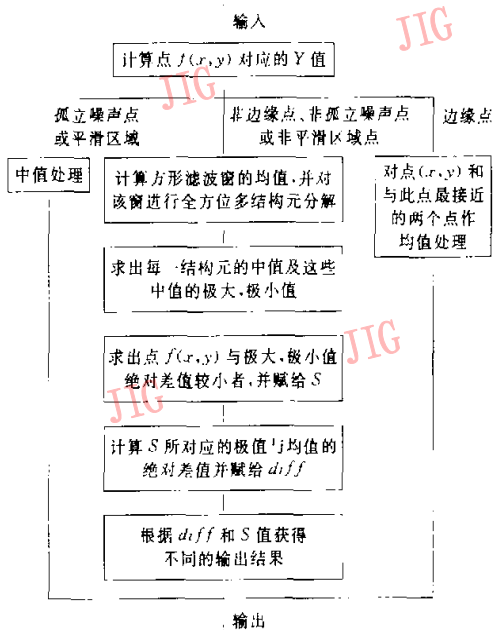 输入
JIG
计算点 f(x,y) 对应的 Y 值
JIG
孤立噪声点
或平滑区域
非边缘点、非孤立噪声点
或非平滑区域点
边缘点
中值处理
计算方形滤波窗的均值,并对
该窗进行全方位多结构元分解
对点(x,y)和
与此点最接近
的两个点作
均值处理
求出每一结构元的中值及这些
中值的极大,极小值
求出点 f(x,y) 与极大,极小值
绝对差值较小者,并赋给 S
JIG
JIG
计算 S 所对应的极值与均值的
绝对差值并赋给 diff
根据 diff 和 S 值获得
不同的输出结果
输出